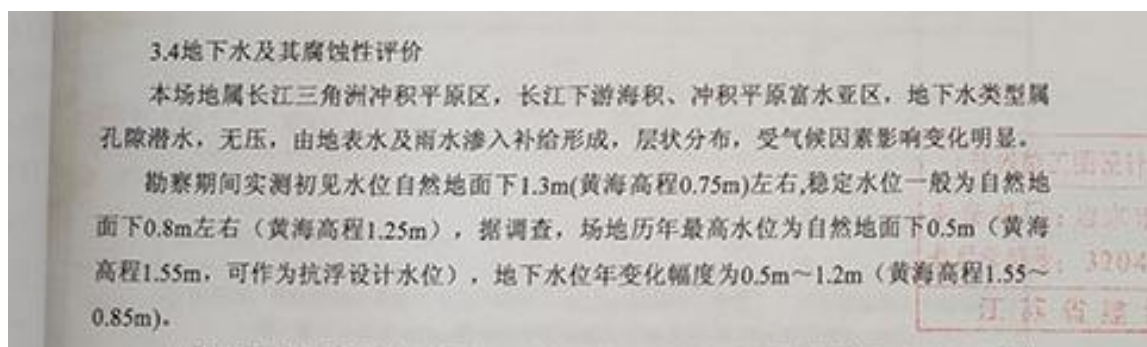 3.4地下水及其腐蚀性评价
本场地属长江三角洲冲积平原区，长江下游海积、冲积平原富水亚区，地下水类型属
孔隙潜水，无压，由地表水及雨水渗入补给形成，层状分布，受气候因素影响变化明显。
勘察期间实测初见水位自然地面下1.3m(黄海高程0.75m)左右,稳定水位一般为自然地
面下0.8m左右（黄海高程1.25m），据调查，场地历年最高水位为自然地面下0.5m（黄海
高程1.55m，可作为抗浮设计水位），地下水位年变化幅度为0.5m～1.2m（黄海高程1.55～
0.85m)。
3204
江苏省建